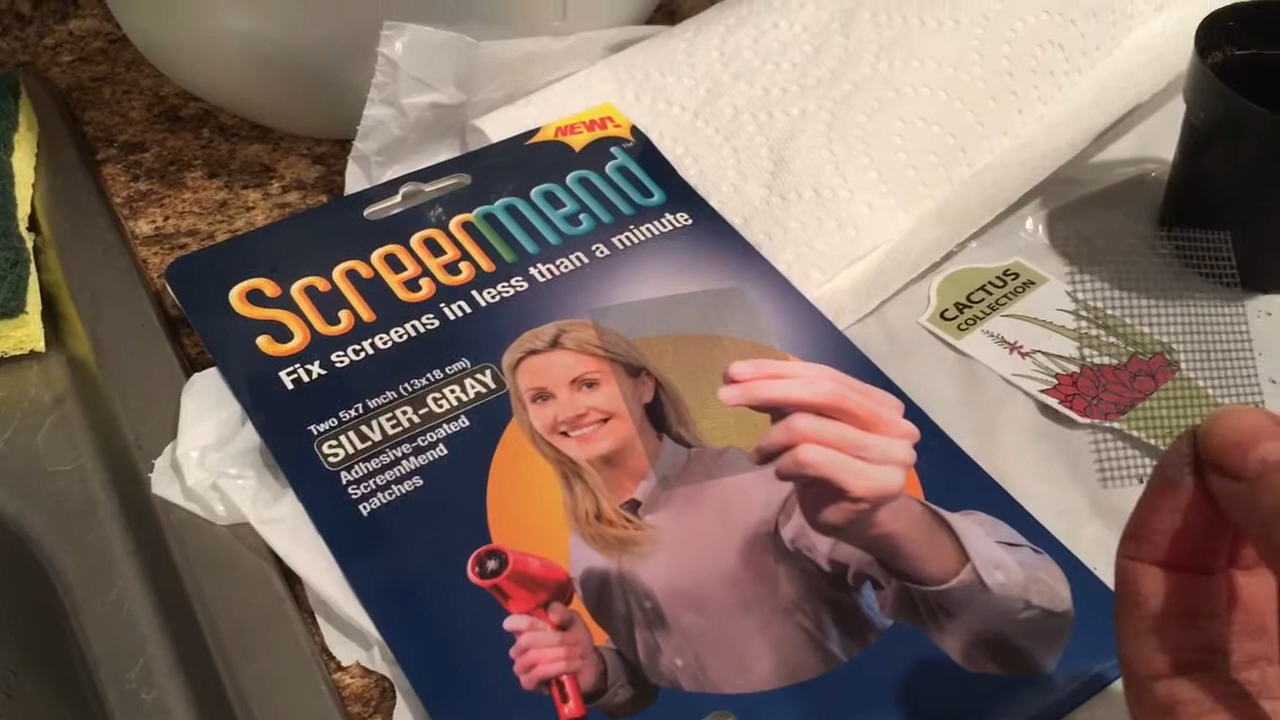 NEW!
Screenmend™
Fix screens in less than a minute
Two 5x7 inch (13x18 cm)
SILVER-GRAY
Adhesive-coated
ScreenMend
patches
CACTUS
COLLECTION